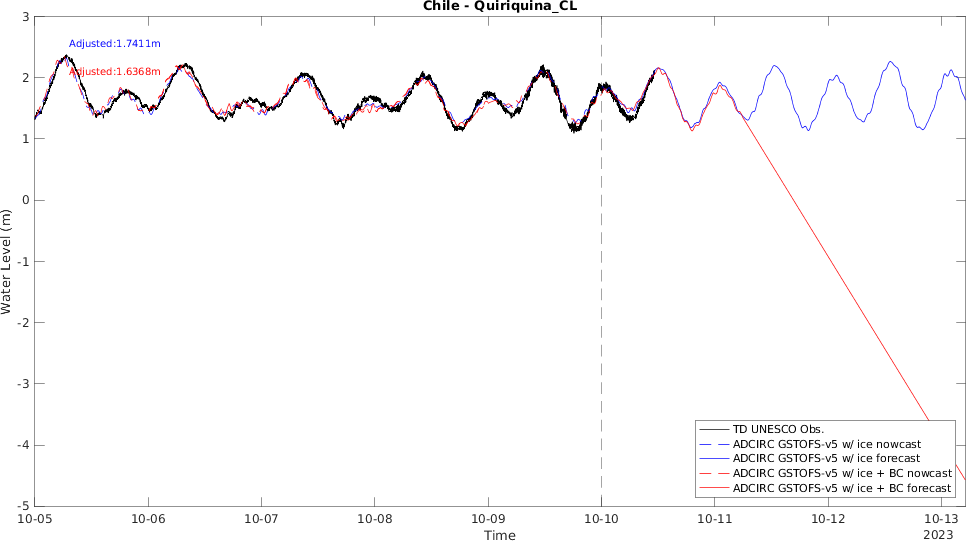 Chile - Quiriquina_CL
Adjusted:1.7411m
Adjusted:1.6368m
Water Level (m)
3
2
1
0
-1
-2
-3
-4
-5
TD UNESCO Obs.
ADCIRC GSTOFS-v5 w/ ice nowcast
ADCIRC GSTOFS-v5 w/ ice forecast
ADCIRC GSTOFS-v5 w/ ice + BC nowcast
ADCIRC GSTOFS-v5 w/ ice + BC forecast
10-05 10-06 10-07 10-08 10-09 10-10 10-11 10-12 10-13
Time
2023